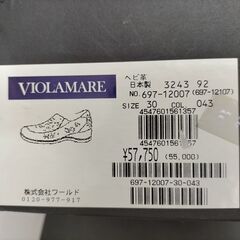 VIOLAMARE
ヘビ革
日本製 3243 92
NO. 697-12007 (697-12107)
SIZE 30 COL 043
4547601561357
4547601561357
¥57,750 (55,000)
697-12007-30-043
株式会社ワールド
0120-977-917